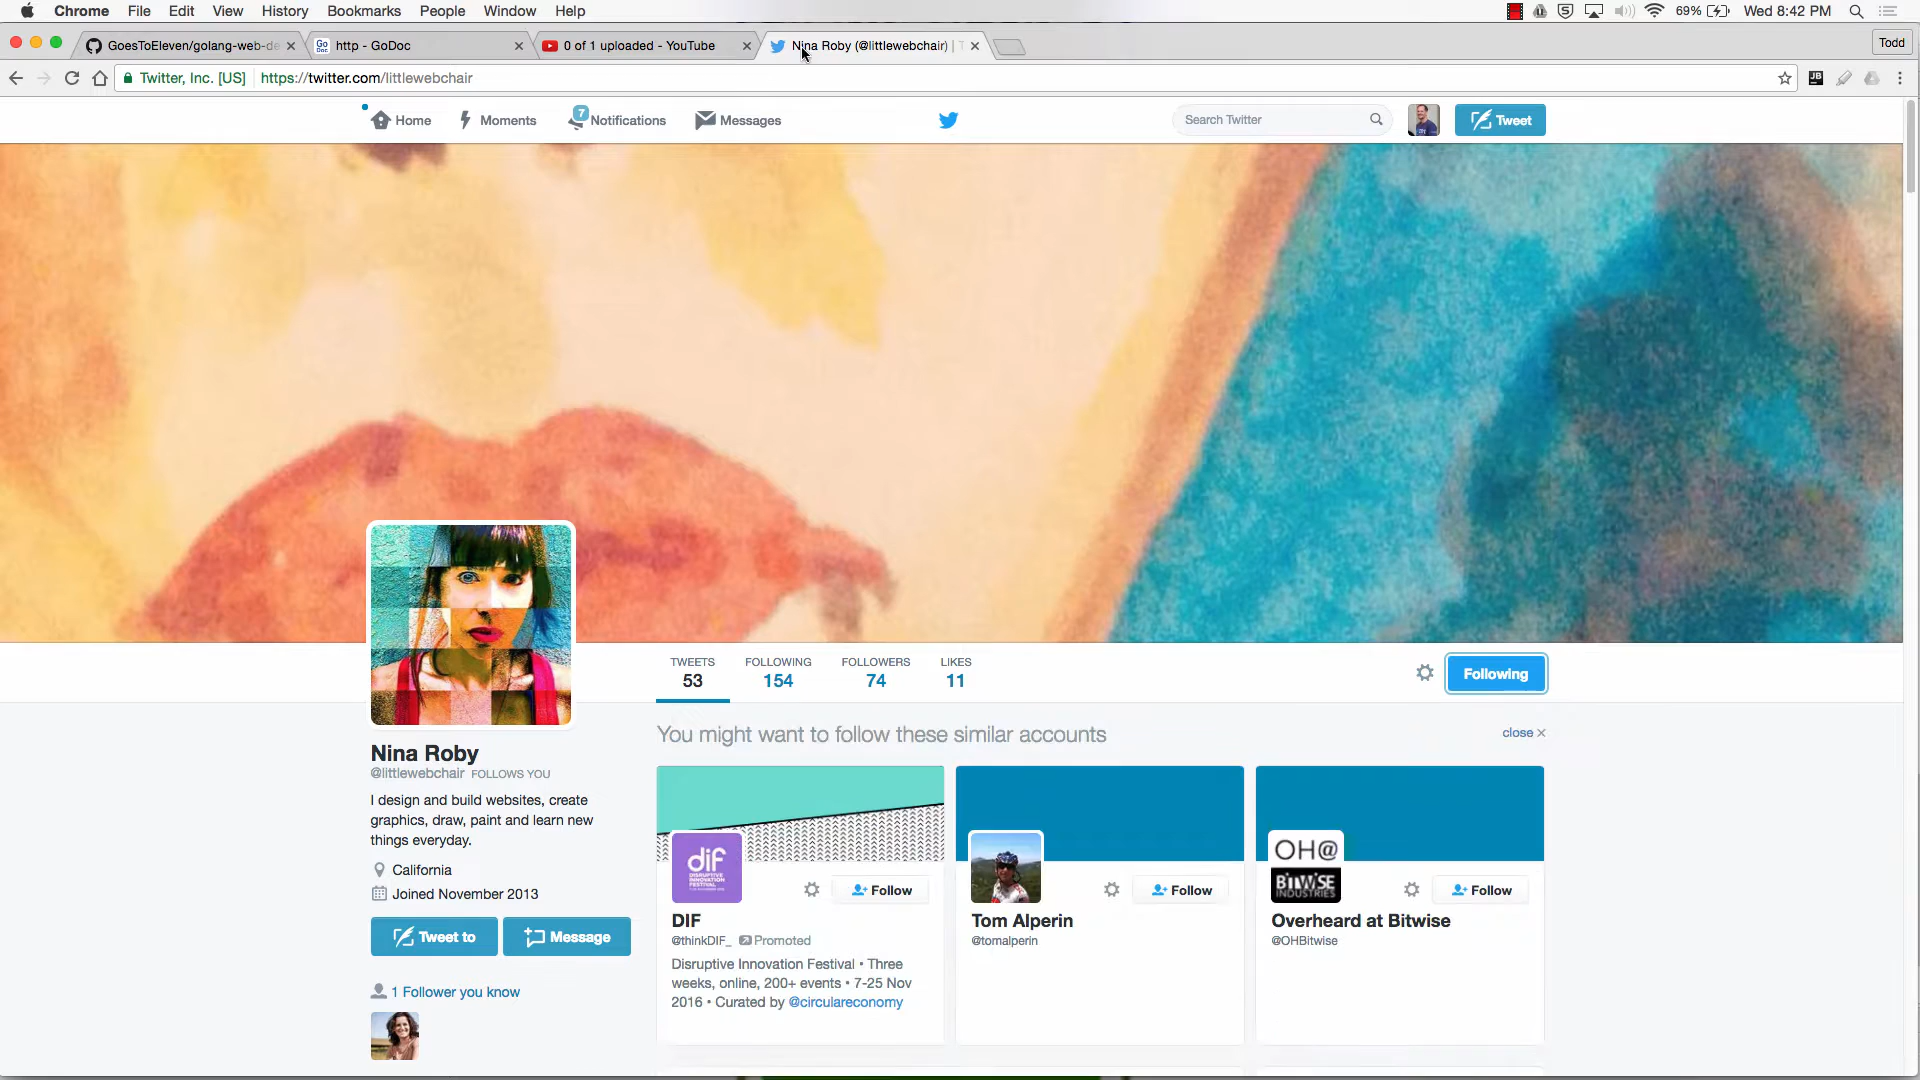 Chrome File Edit View History Bookmarks People Window Help 69% Wed 8:42 PM
GoesToEleven/golang-web-de http - GoDoc 0 of 1 uploaded - YouTube Nina Roby (@littlewebchair) | T Todd
Twitter, Inc. [US] https://twitter.com/littlewebchair
Home Moments 7 Notifications Messages Search Twitter Tweet
TWEETS FOLLOWING FOLLOWERS LIKES
53 154 74 11
Following
You might want to follow these similar accounts close
Nina Roby
@littlewebchair FOLLOWS YOU
I design and build websites, create
graphics, draw, paint and learn new
things everyday.
California
Joined November 2013
Tweet to Message
1 Follower you know
dif
DISRUPTIVE
INNOVATION
FESTIVAL
Follow
DIF
@thinkDIF_ Promoted
Disruptive Innovation Festival • Three
weeks, online, 200+ events • 7-25 Nov
2016 • Curated by @circulareconomy
Follow
Tom Alperin
@tomalperin
OH@
BITWISE
INDUSTRIES
Follow
Overheard at Bitwise
@OHBitwise